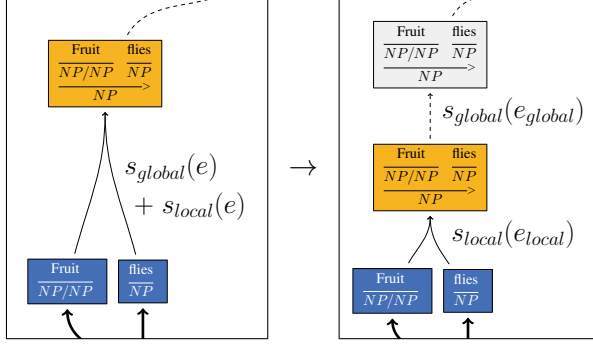 Fruit flies
NP/NP NP
NP >
s_global(e)
+ s_local(e)
Fruit
NP/NP
flies
NP
→
Fruit flies
NP/NP NP
NP >
s_global(e_global)
Fruit flies
NP/NP NP
NP >
s_local(e_local)
Fruit
NP/NP
flies
NP